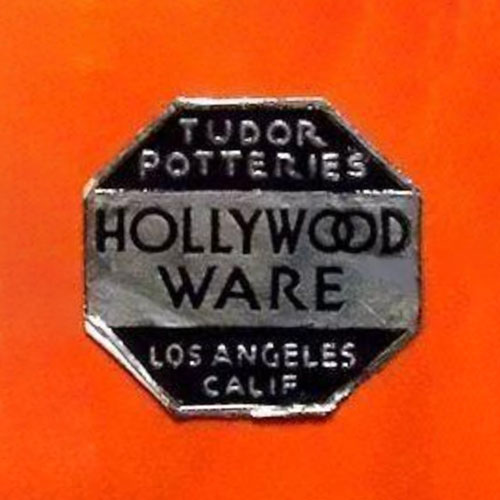 TUDOR
POTTERIES
HOLLYWOOD
WARE
LOS ANGELES
CALIF